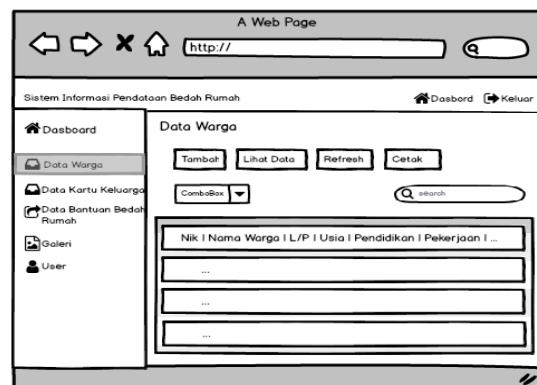 A Web Page
http://
Sistem Informasi Pendataan Bedah Rumah
Dasbord Keluar
Dasboard
Data Warga
Data Kartu Keluarga
Data Bantuan Bedah
Rumah
Galeri
User
Data Warga
Tambah Lihat Data Refresh Cetak
ComboBox search
Nik | Nama Warga | L/P | Usia | Pendidikan | Pekerjaan | ...
...
...
...